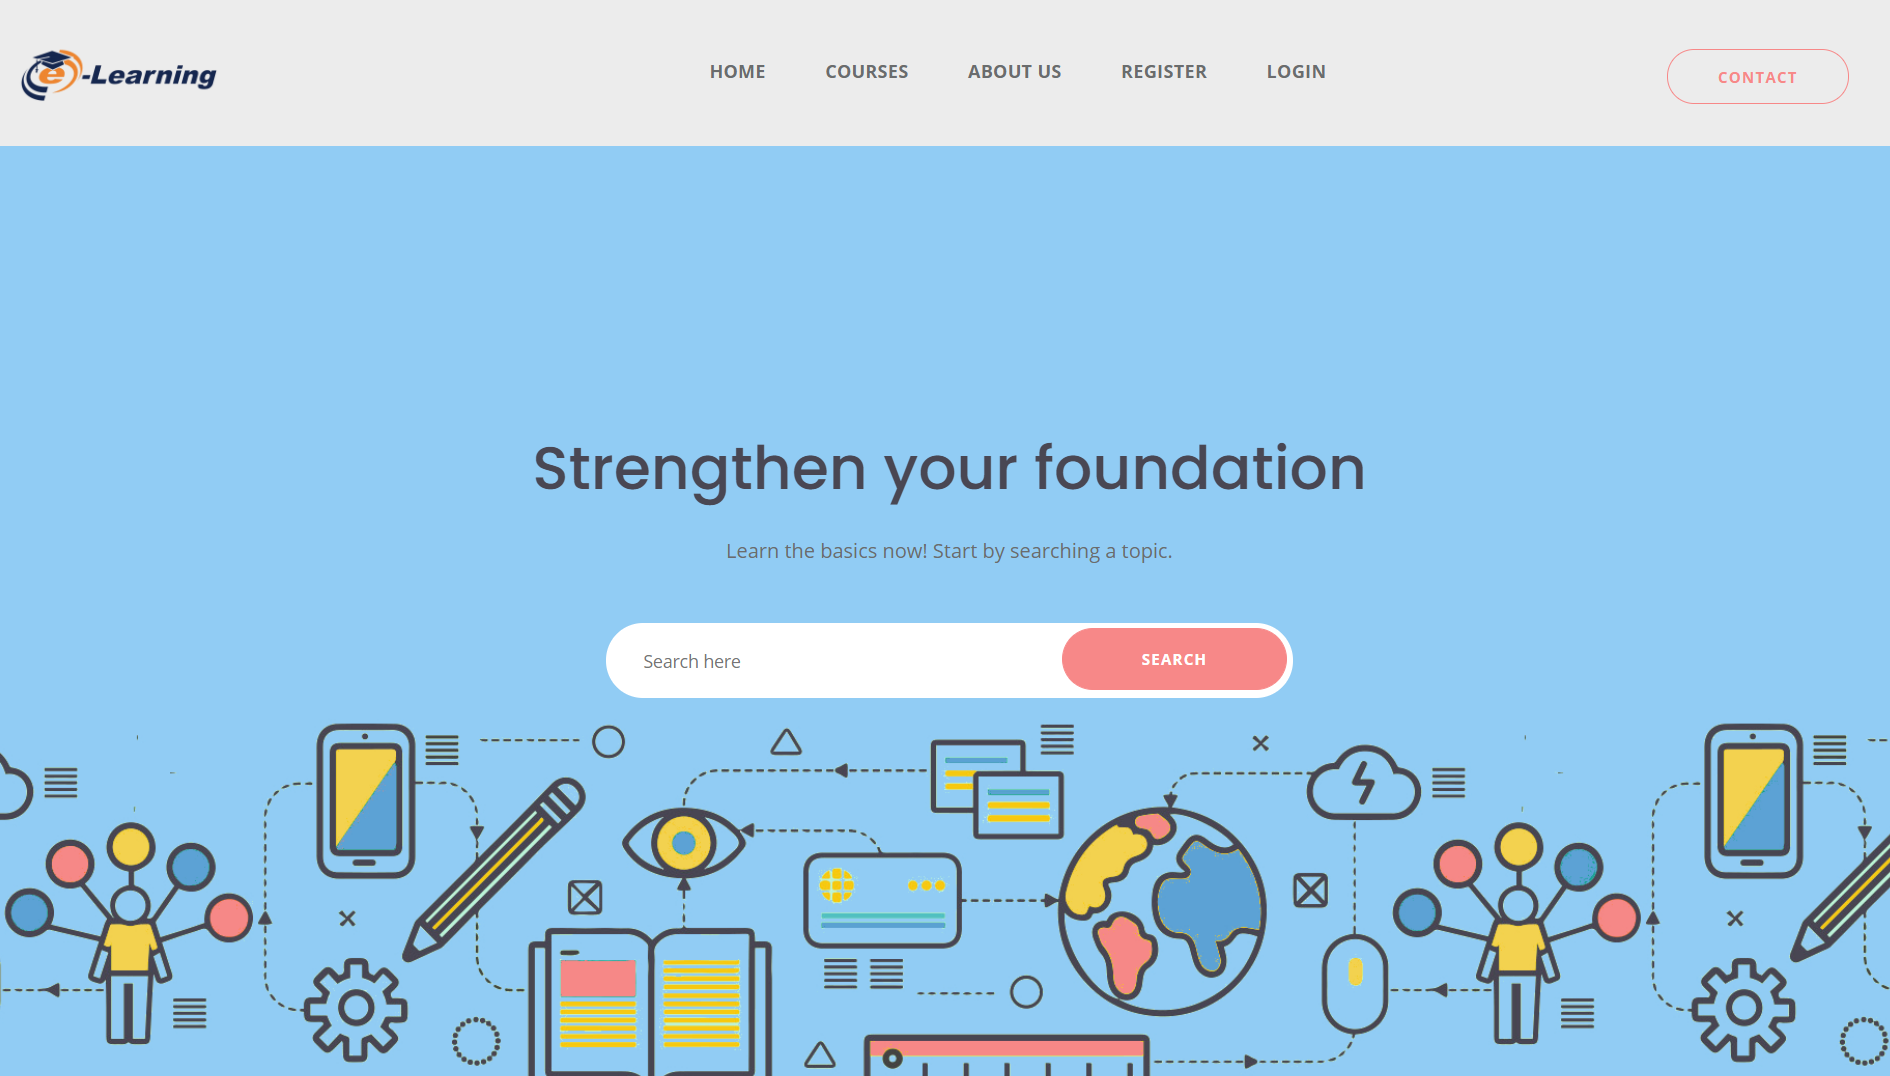 e-Learning
HOME COURSES ABOUT US REGISTER LOGIN CONTACT
Strengthen your foundation
Learn the basics now! Start by searching a topic.
Search here SEARCH